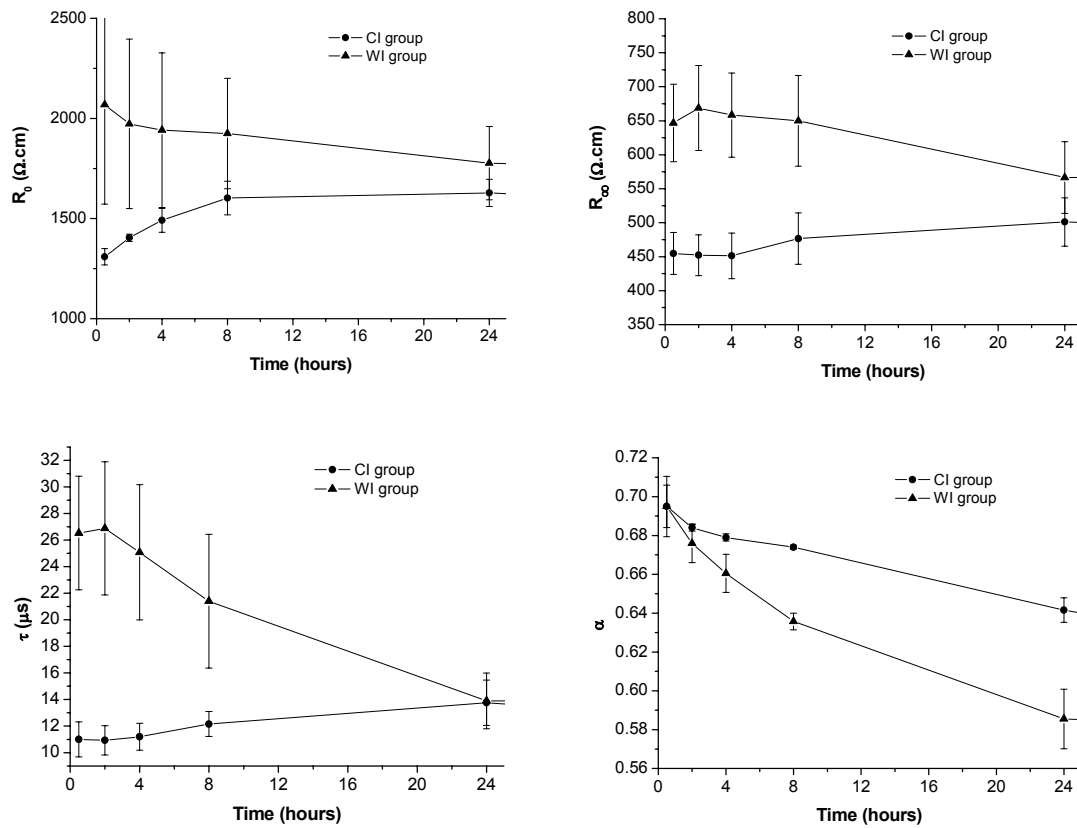 2500
2000
1500
1000
R₀ (Ω.cm)
CI group
WI group
0 4 8 12 16 20 24
Time (hours)
800
750
700
650
600
550
500
450
400
350
R∞ (Ω.cm)
CI group
WI group
0 4 8 12 16 20 24
Time (hours)
32
30
28
26
24
22
20
18
16
14
12
10
τ (μs)
CI group
WI group
0 4 8 12 16 20 24
Time (hours)
0.72
0.70
0.68
0.66
0.64
0.62
0.60
0.58
0.56
α
CI group
WI group
0 4 8 12 16 20 24
Time (hours)